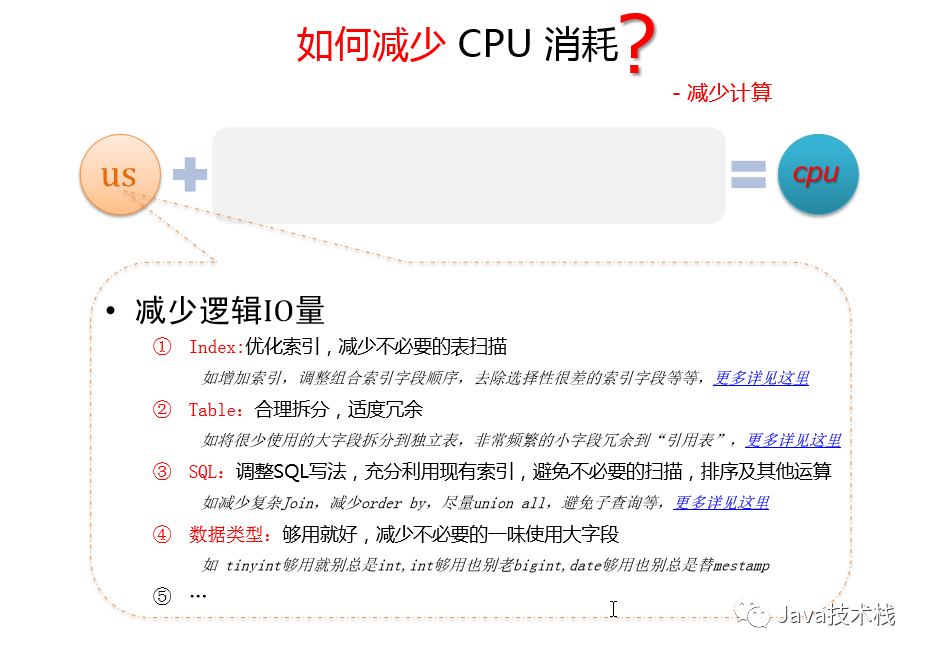 如何减少 CPU 消耗?
- 减少计算
us + = cpu
• 减少逻辑IO量
① Index:优化索引，减少不必要的表扫描
如增加索引，调整组合索引字段顺序，去除选择性很差的索引字段等等，更多详见这里
② Table：合理拆分，适度冗余
如将很少使用的大字段拆分到独立表，非常频繁的小字段冗余到“引用表”，更多详见这里
③ SQL：调整SQL写法，充分利用现有索引，避免不必要的扫描，排序及其他运算
如减少复杂Join，减少order by，尽量union all，避免子查询等，更多详见这里
④ 数据类型：够用就好，减少不必要的一味使用大字段
如 tinyint够用就别总是int,int够用也别老bigint,date够用也别总是替mestamp
⑤ …
Java技术栈